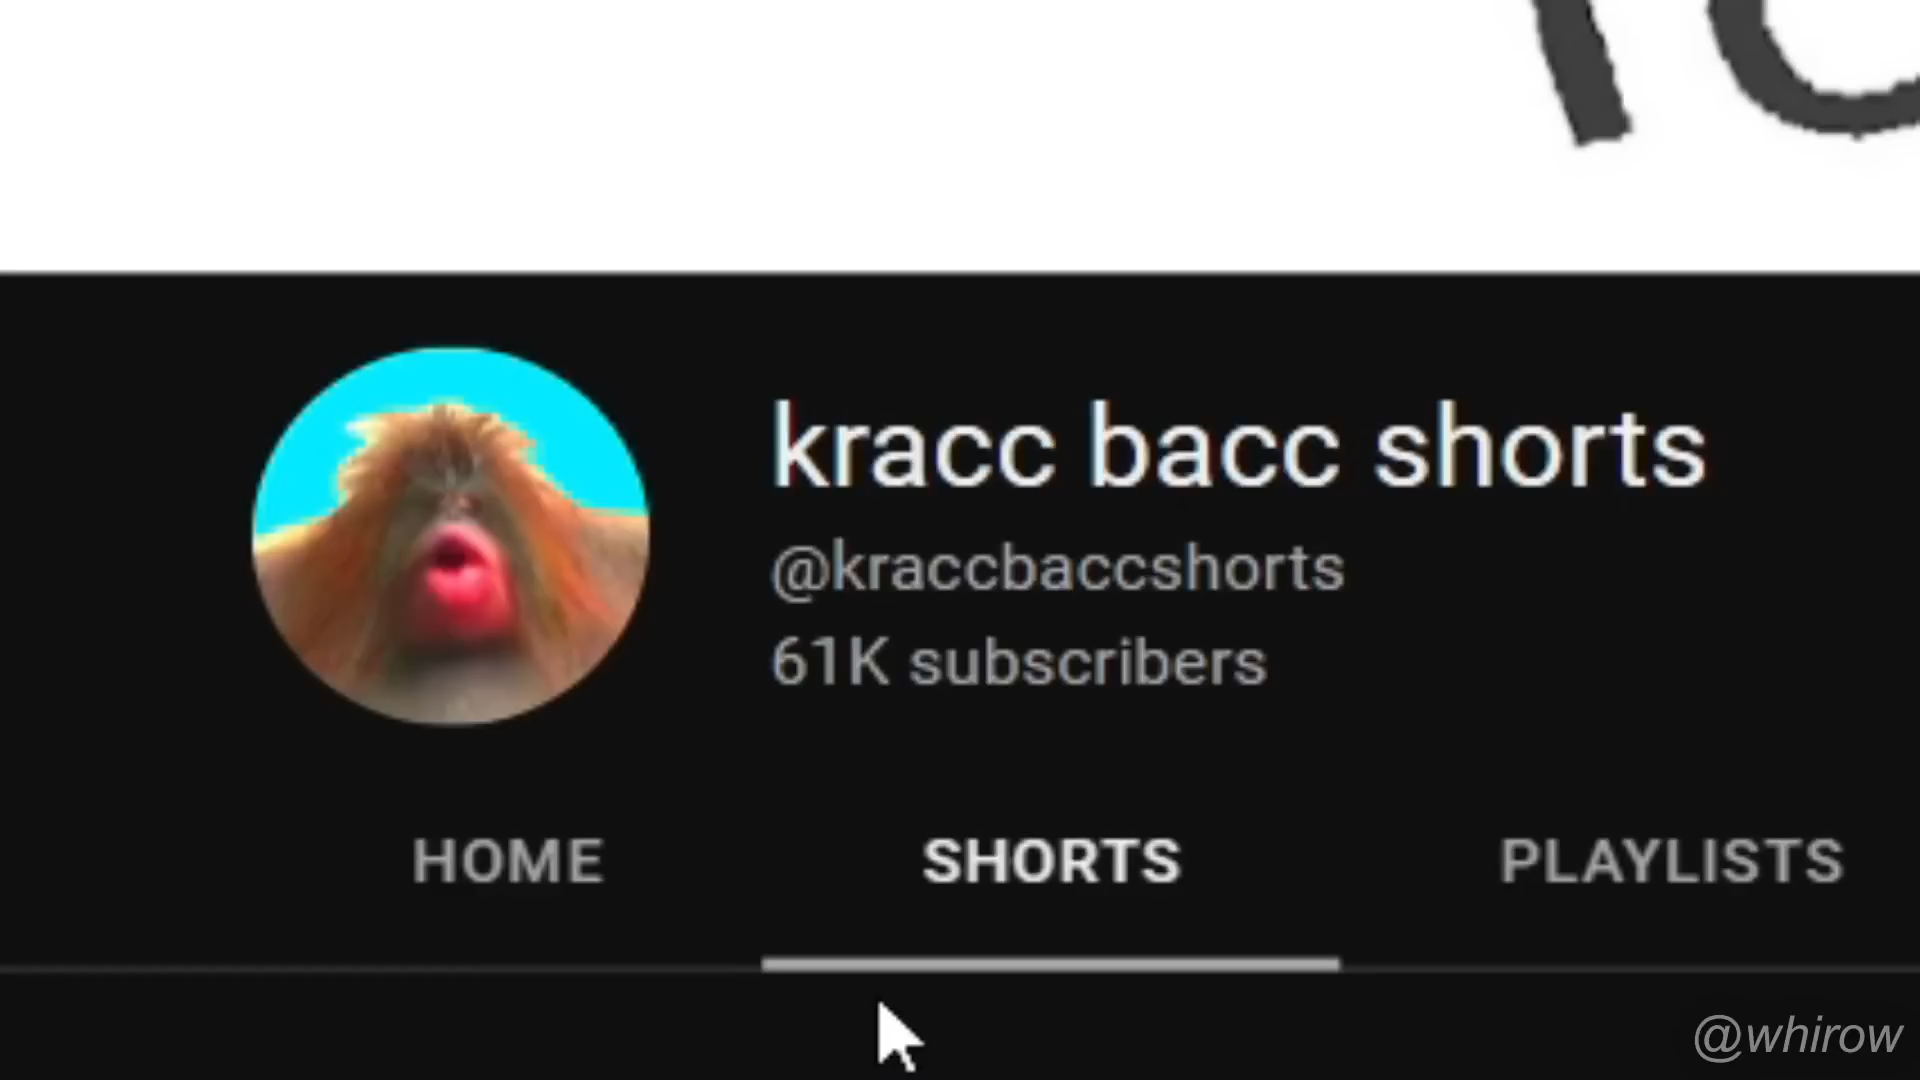 kracc bacc shorts
@kraccbaccshorts
61K subscribers
HOME SHORTS PLAYLISTS
@whirow